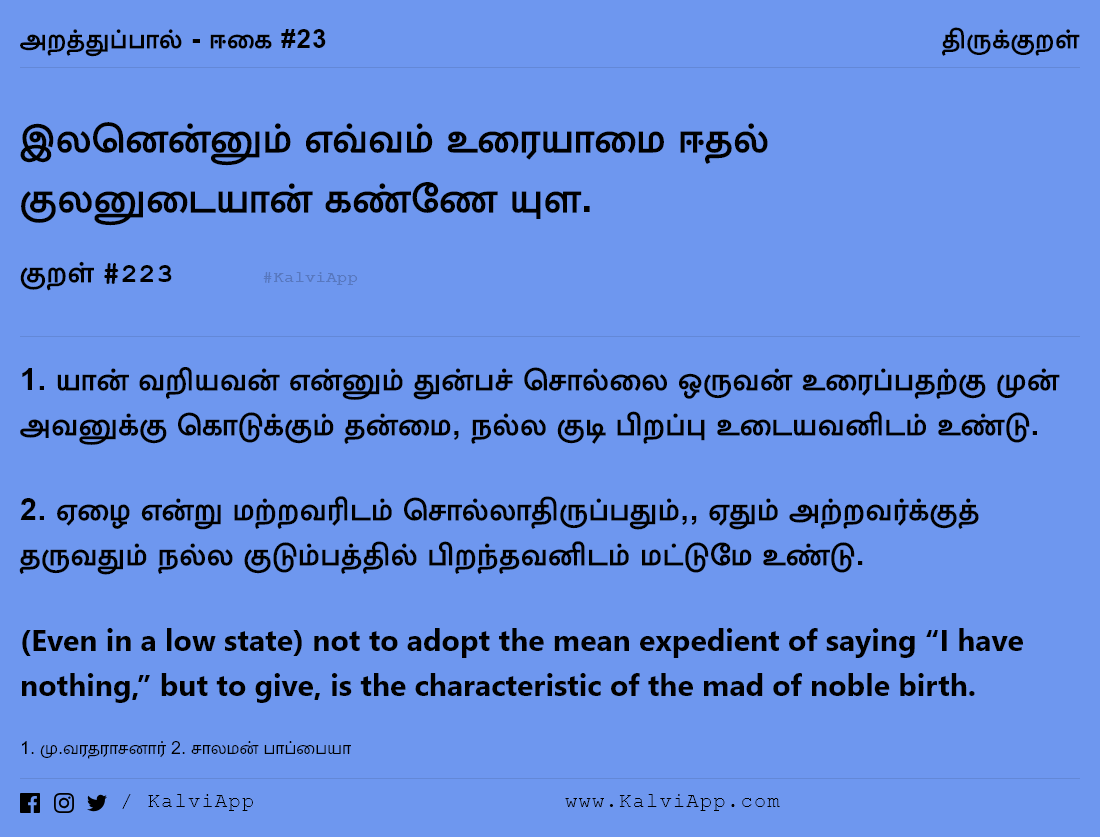 அறத்துப்பால் - ஈகை #23
திருக்குறள்
இலனென்னும் எவ்வம் உரையாமை ஈதல்
குலனுடையான் கண்ணே யுள.
குறள் #223
#KalviApp
1. யான் வறியவன் என்னும் துன்பச் சொல்லை ஒருவன் உரைப்பதற்கு முன்
அவனுக்கு கொடுக்கும் தன்மை, நல்ல குடி பிறப்பு உடையவனிடம் உண்டு.
2. ஏழை என்று மற்றவரிடம் சொல்லாதிருப்பதும்,, ஏதும் அற்றவர்க்குத்
தருவதும் நல்ல குடும்பத்தில் பிறந்தவனிடம் மட்டுமே உண்டு.
(Even in a low state) not to adopt the mean expedient of saying “I have
nothing,” but to give, is the characteristic of the mad of noble birth.
1. மு.வரதராசனார் 2. சாலமன் பாப்பையா
/ KalviApp
www.KalviApp.com